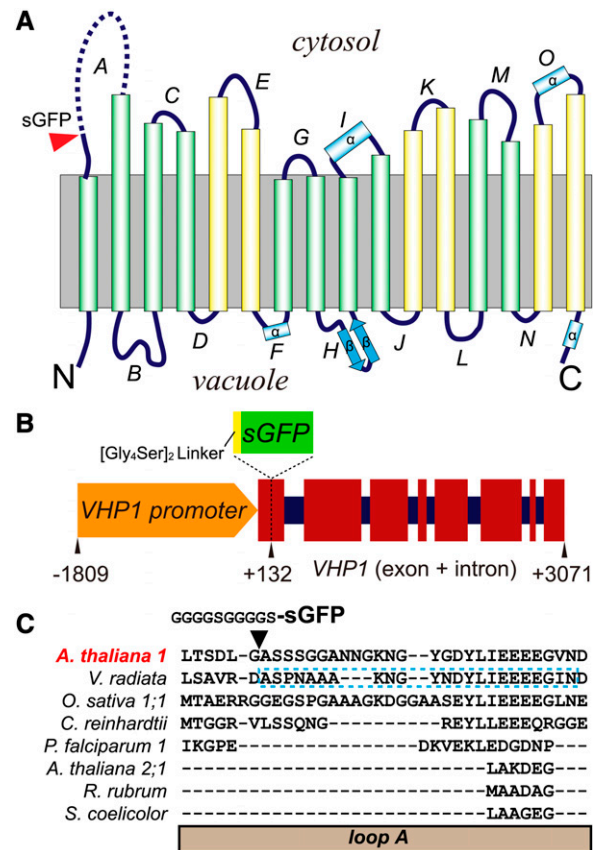 A
cytosol
A
C
E
G
I
K
M
O
sGFP
α
α
α
α
β
β
B
D
F
H
J
L
N
N
vacuole
C
B
[Gly4Ser]2 Linker
sGFP
VHP1 promoter
-1809
+132
VHP1 (exon + intron)
+3071
C
GGGGSGGGGS-sGFP
A. thaliana 1 LTSDL-GASSSGGANNGKNG--YGDYLIEEEEGVND
V. radiata LSAVRDASPNAAA---KNG--YNDYLIEEEEGIND
O. sativa 1;1 MTAERRGGEGSPGAAAGKDGGAASEYLIEEEEGLNE
C. reinhardtii MTGGR-VLSSQNG--------REYLLEEEQRGGE
P. falciparum 1 IKGPE---------------DKVEKLEDGDNP---
A. thaliana 2;1 -------------------------LAKDEG----
R. rubrum -------------------------MAADAG----
S. coelicolor -------------------------LAAGEG----
loop A